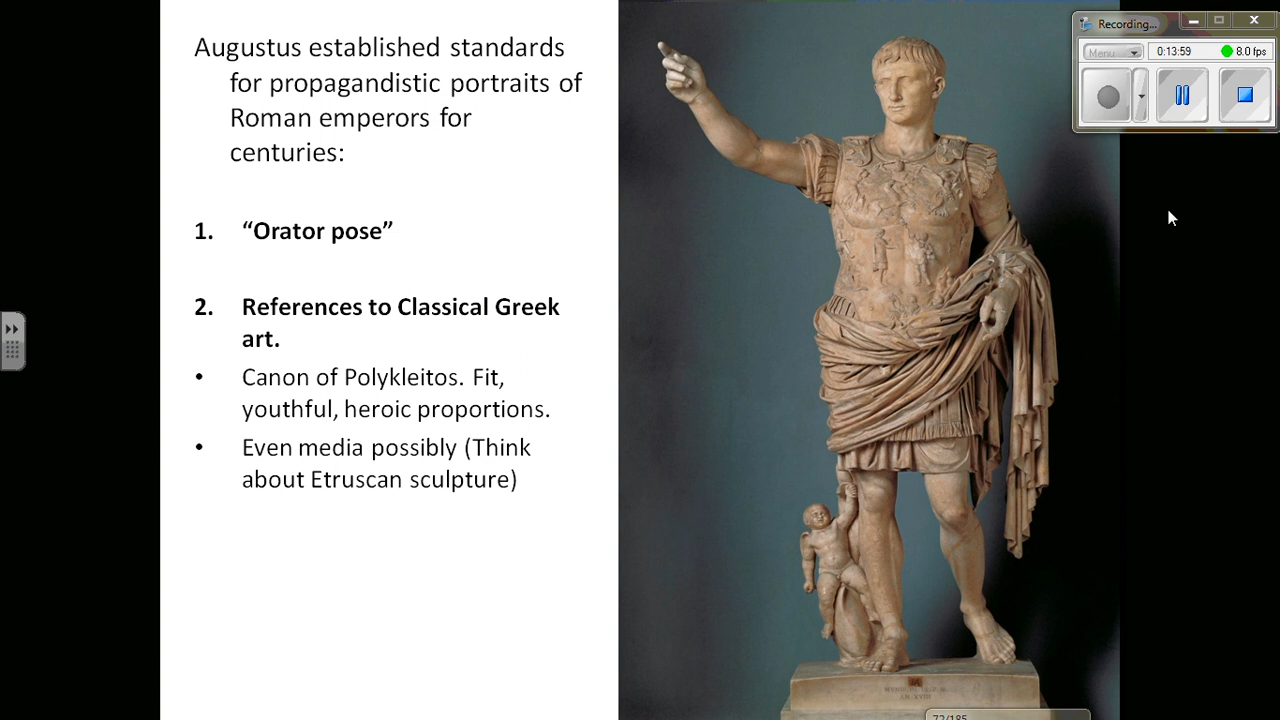 Augustus established standards
for propagandistic portraits of
Roman emperors for
centuries:
1. “Orator pose”
2. References to Classical Greek
art.
• Canon of Polykleitos. Fit,
youthful, heroic proportions.
• Even media possibly (Think
about Etruscan sculpture)
Recording...
Menu
0:13:59
8.0 fps
72/185